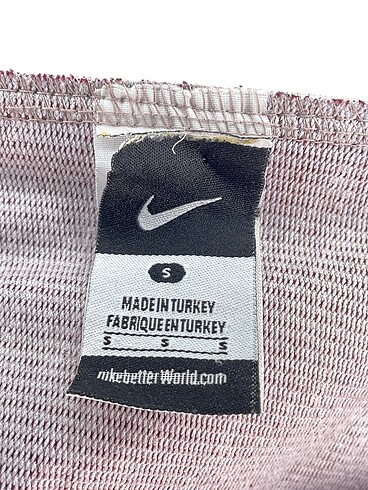 S
MADE IN TURKEY
FABRIQUE EN TURKEY
S S S
nikebetterWorld.com